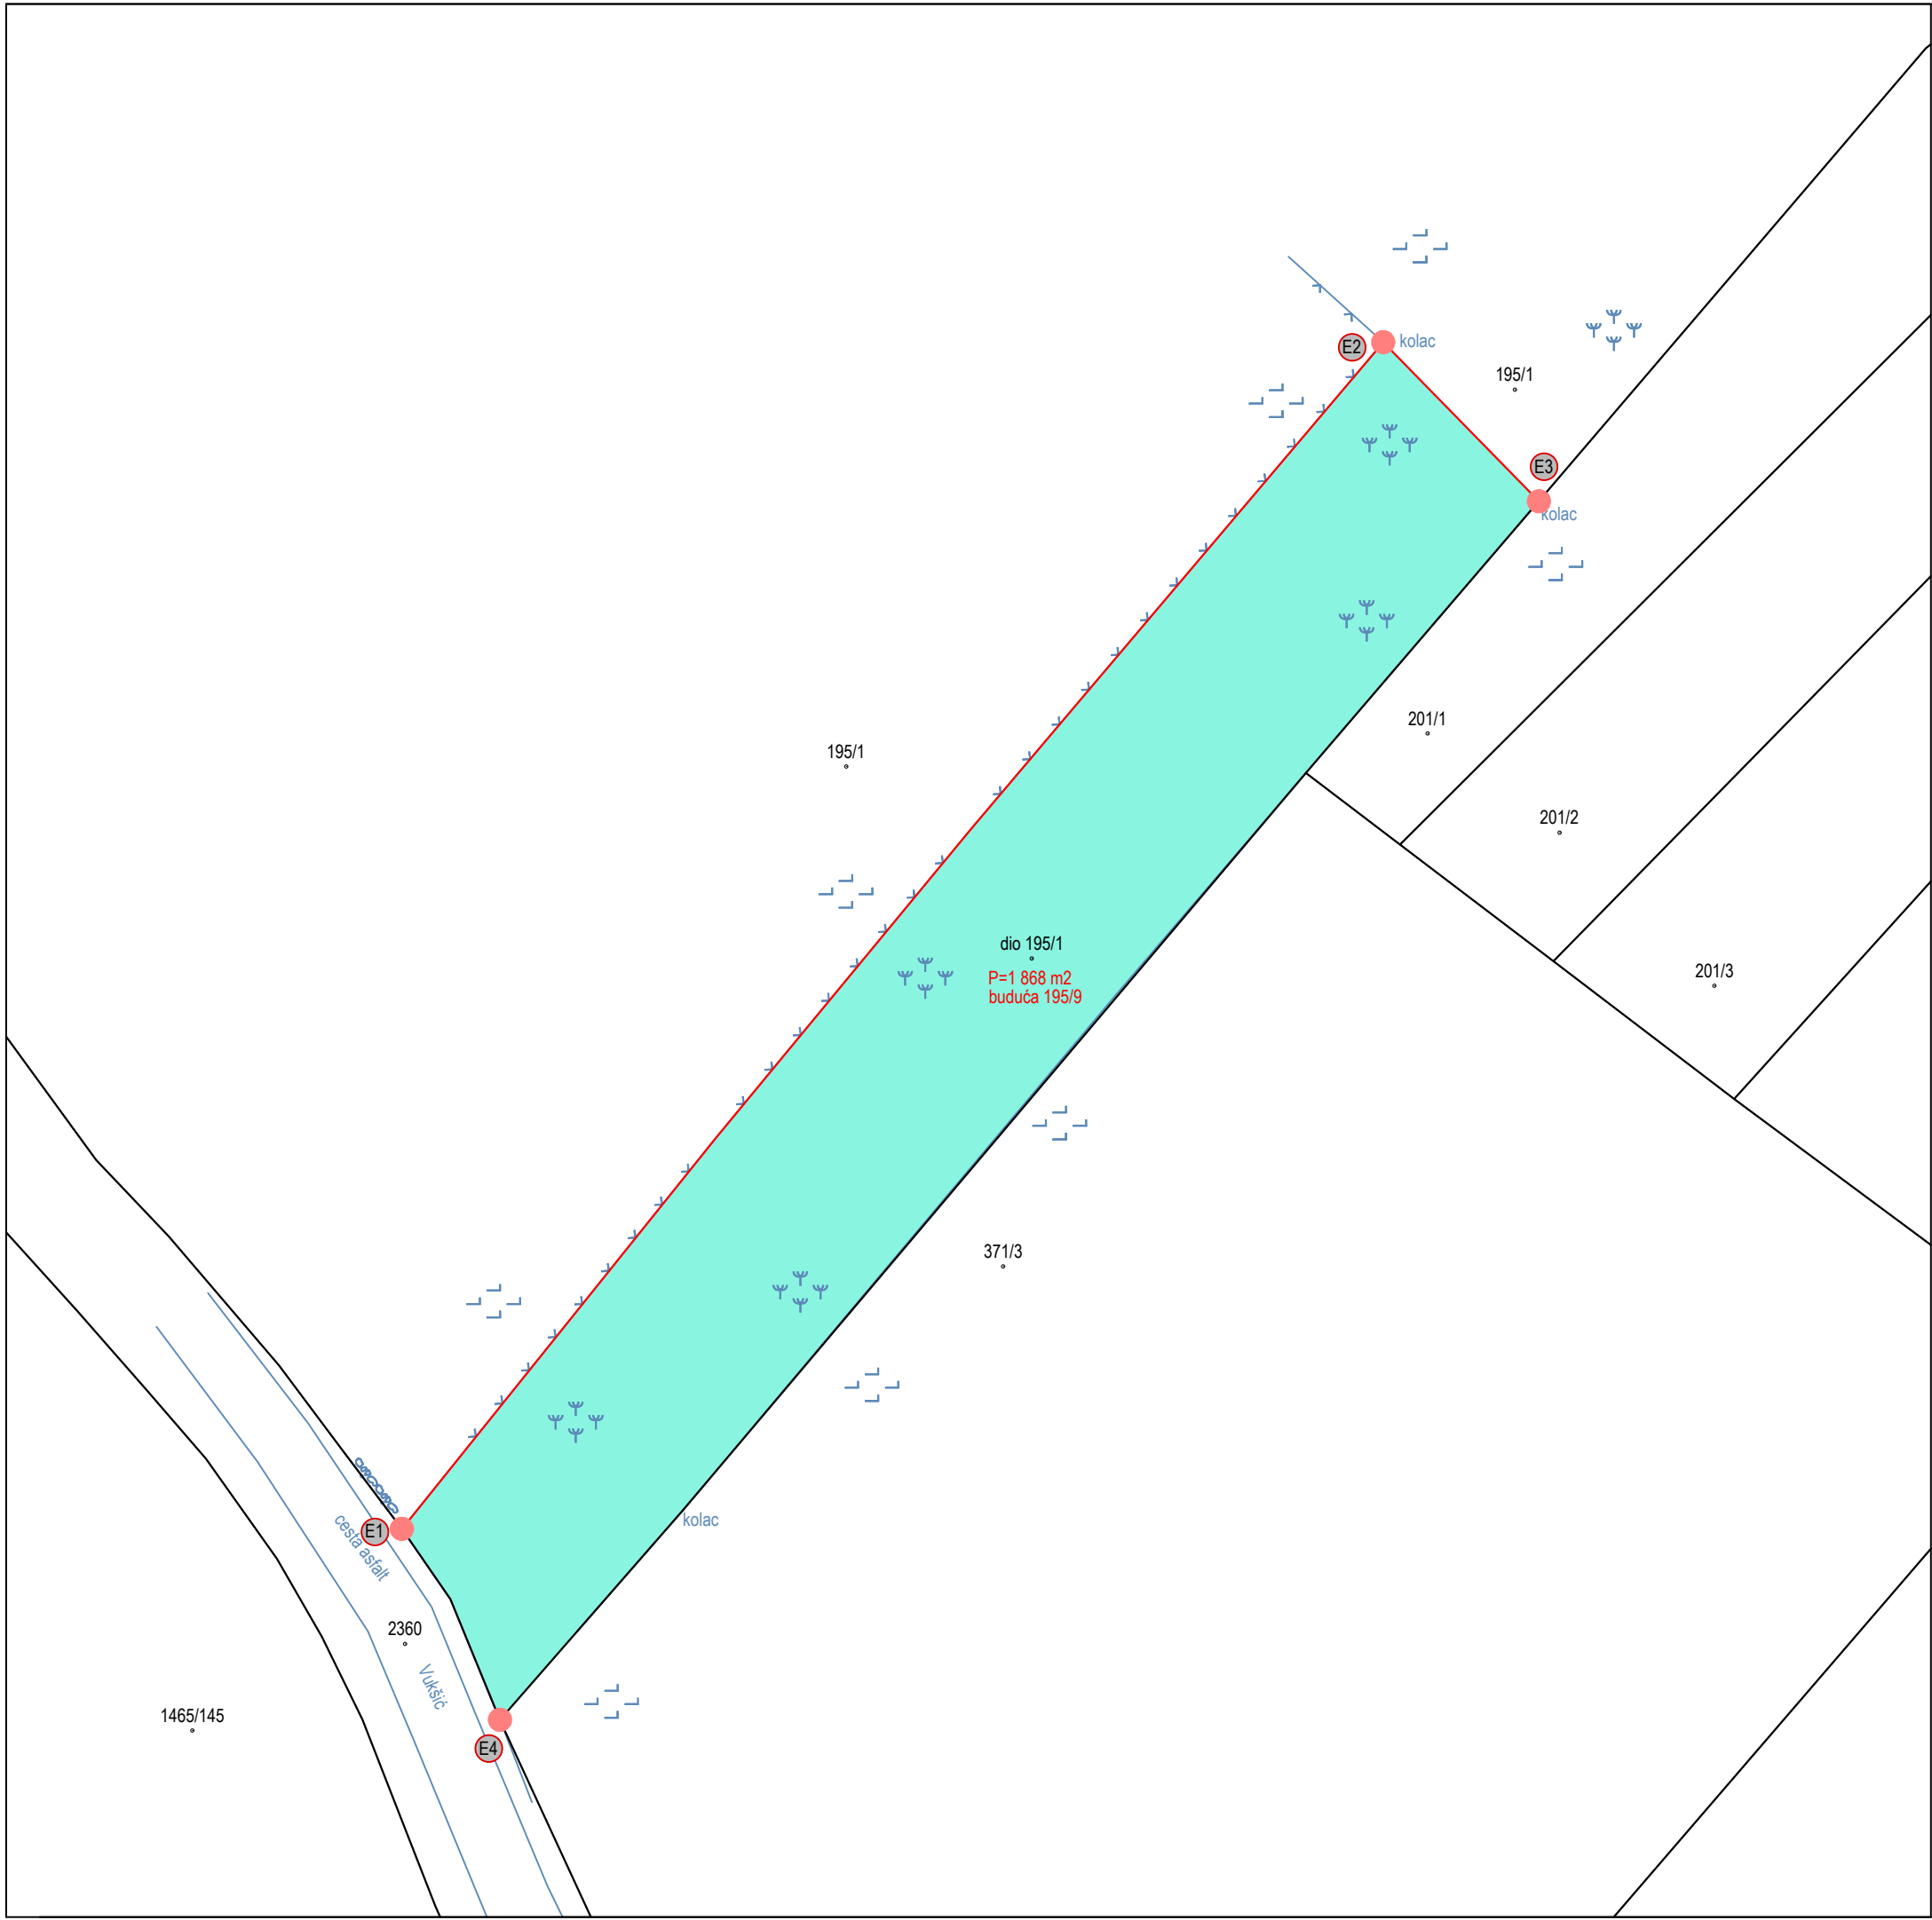 E2
kolac
195/1
E3
kolac
201/1
195/1
201/2
dio 195/1
P=1 868 m2
buduća 195/9
201/3
371/3
kolac
E1
cesta asfalt
2360
Vukšić
1465/145
E4